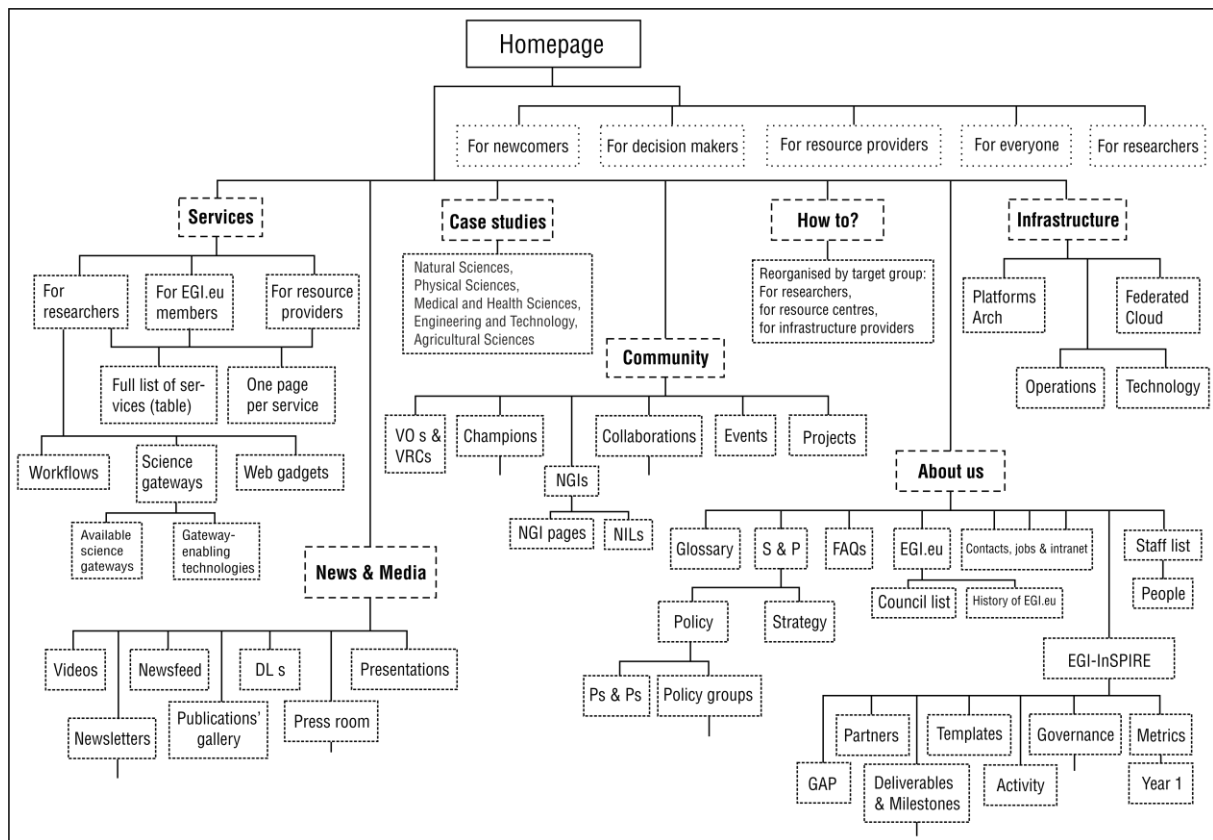 Homepage
For newcomers
For decision makers
For resource providers
For everyone
For researchers
Services
Case studies
How to?
Infrastructure
For
researchers
For EGI.eu
members
For resource
providers
Natural Sciences,
Physical Sciences,
Medical and Health Sciences,
Engineering and Technology,
Agricultural Sciences
Reorganised by target group:
For researchers,
for resource centres,
for infrastructure providers
Platforms
Arch
Federated
Cloud
Community
Full list of ser-
vices (table)
One page
per service
Operations
Technology
VO s &
VRCs
Champions
Collaborations
Events
Projects
Workflows
Science
gateways
Web gadgets
NGIs
About us
NGI pages
NILs
Available
science
gateways
Gateway-
enabling
technologies
Glossary
S & P
FAQs
EGI.eu
Contacts, jobs & intranet
Staff list
News & Media
Council list
History of EGI.eu
People
Policy
Strategy
Videos
Newsfeed
DL s
Presentations
EGI-InSPIRE
Ps & Ps
Policy groups
Newsletters
Publications’
gallery
Press room
Partners
Templates
Governance
Metrics
GAP
Deliverables
& Milestones
Activity
Year 1